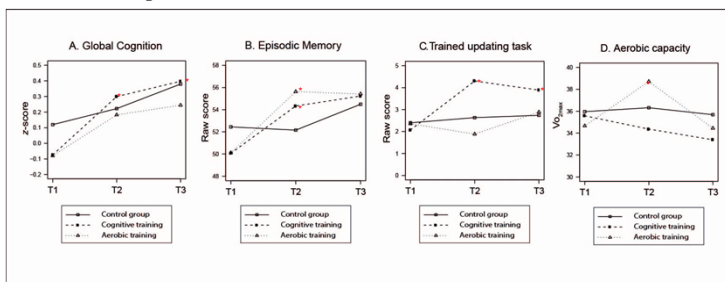 A. Global Cognition
B. Episodic Memory
C.Trained updating task
D. Aerobic capacity
z-score
0.5
0.4
0.3
0.2
0.1
0.0
-0.1
-0.2
T1 T2 T3
Raw score
58
56
54
52
50
48
T1 T2 T3
Raw score
5
4
3
2
1
0
T1 T2 T3
Vo2max
40
38
36
34
32
30
T1 T2 T3
Control group
Cognitive training
Aerobic training
Control group
Cognitive training
Aerobic training
Control group
Cognitive training
Aerobic training
Control group
Cognitive training
Aerobic training